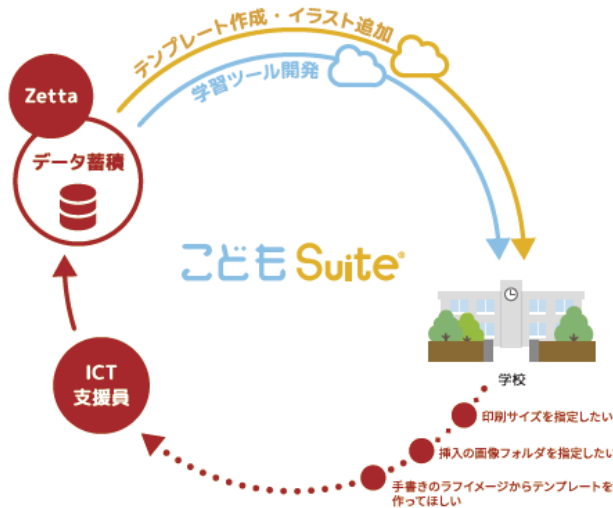 テンプレート作成・イラスト追加
学習ツール開発
Zetta
データ蓄積
こどもSuite®
ICT
支援員
学校
印刷サイズを指定したい
挿入の画像フォルダを指定したい
手書きのラフイメージからテンプレートを
作ってほしい